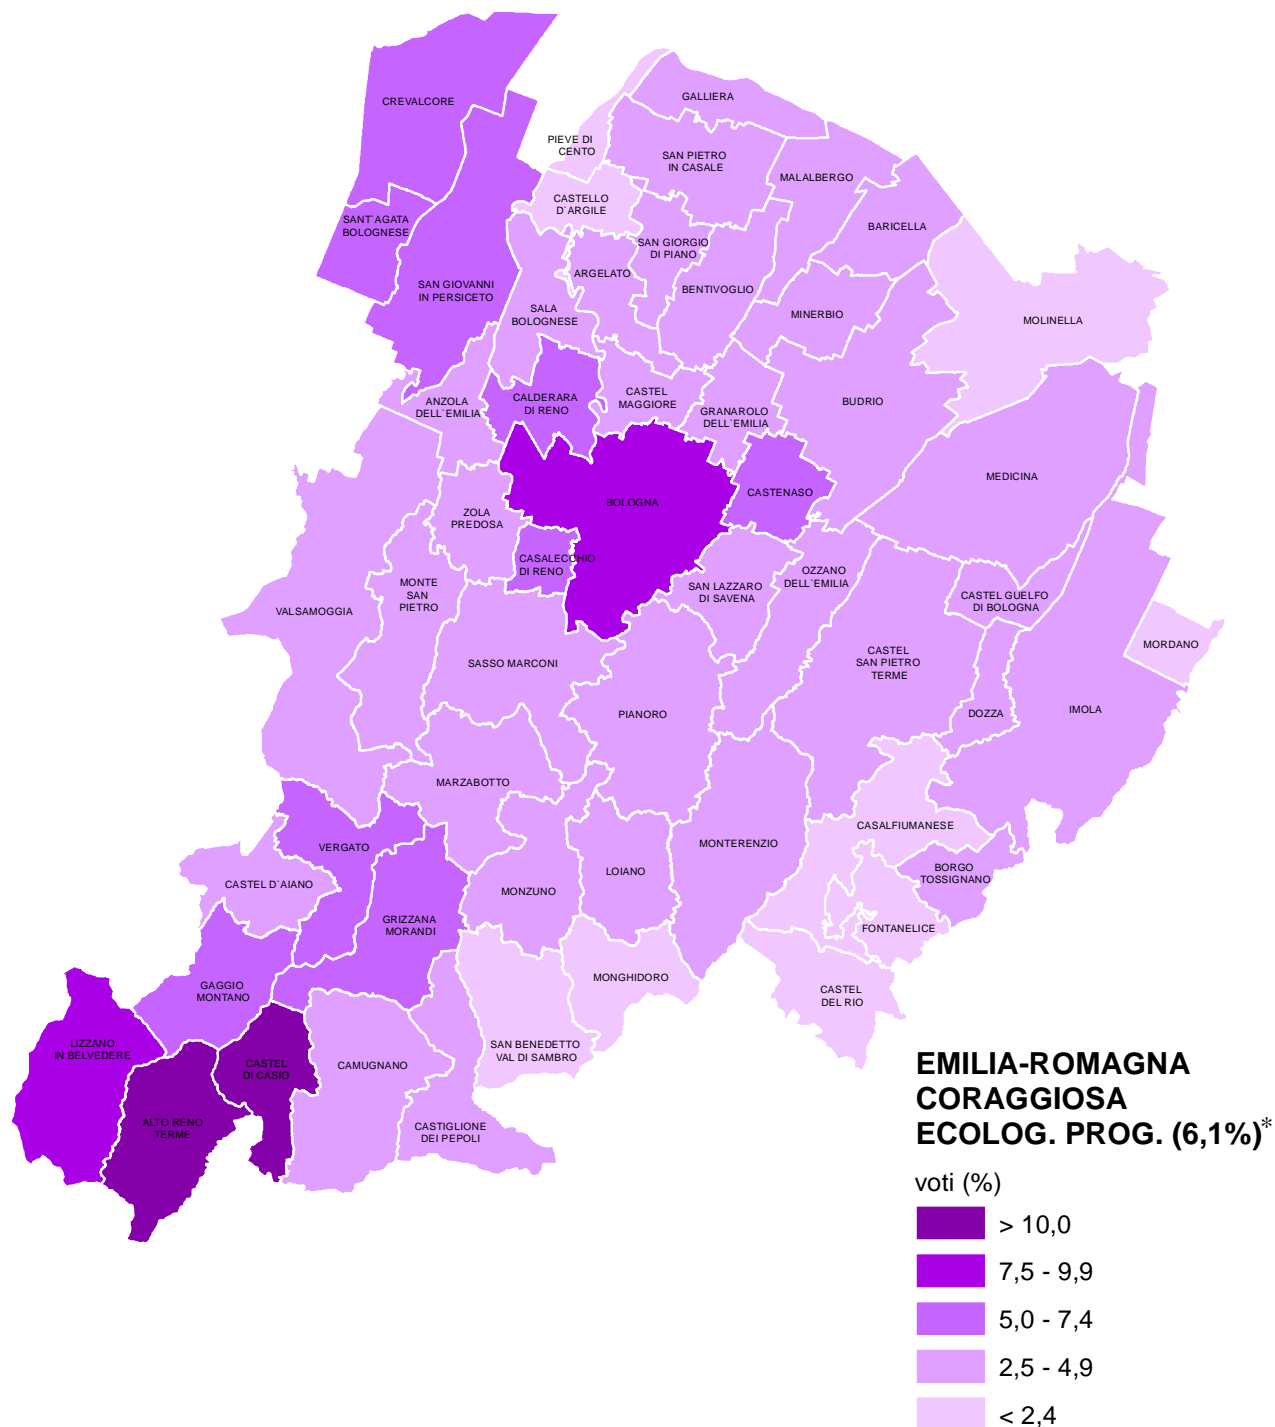 CREVALCORE
GALLIERA
PIEVE DI
CENTO
SAN PIETRO
IN CASALE
MALALBERGO
CASTELLO
D`ARGILE
SANT`AGATA
BOLOGNESE
BARICELLA
SAN GIORGIO
DI PIANO
ARGELATO
SAN GIOVANNI
IN PERSICETO
BENTIVOGLIO
SALA
BOLOGNESE
MINERBIO
MOLINELLA
ANZOLA
DELL`EMILIA
CALDERARA
DI RENO
CASTEL
MAGGIORE
GRANAROLO
DELL`EMILIA
BUDRIO
MEDICINA
BOLOGNA
CASTENASO
ZOLA
PREDOSA
CASALECCHIO
DI RENO
OZZANO
DELL`EMILIA
SAN LAZZARO
DI SAVENA
MONTE
SAN
PIETRO
VALSAMOGGIA
CASTEL GUELFO
DI BOLOGNA
MORDANO
SASSO MARCONI
CASTEL
SAN PIETRO
TERME
PIANORO
DOZZA
IMOLA
MARZABOTTO
CASALFIUMANESE
VERGATO
MONTERENZIO
LOIANO
BORGO
TOSSIGNANO
CASTEL D`AIANO
MONZUNO
GRIZZANA
MORANDI
FONTANELICE
MONGHIDORO
GAGGIO
MONTANO
CASTEL
DEL RIO
LIZZANO
IN BELVEDERE
SAN BENEDETTO
VAL DI SAMBRO
CASTEL
DI CASIO
CAMUGNANO
ALTO RENO
TERME
CASTIGLIONE
DEI PEPOLI
EMILIA-ROMAGNA
CORAGGIOSA
ECOLOG. PROG. (6,1%)*
voti (%)
> 10,0
7,5 - 9,9
5,0 - 7,4
2,5 - 4,9
< 2,4